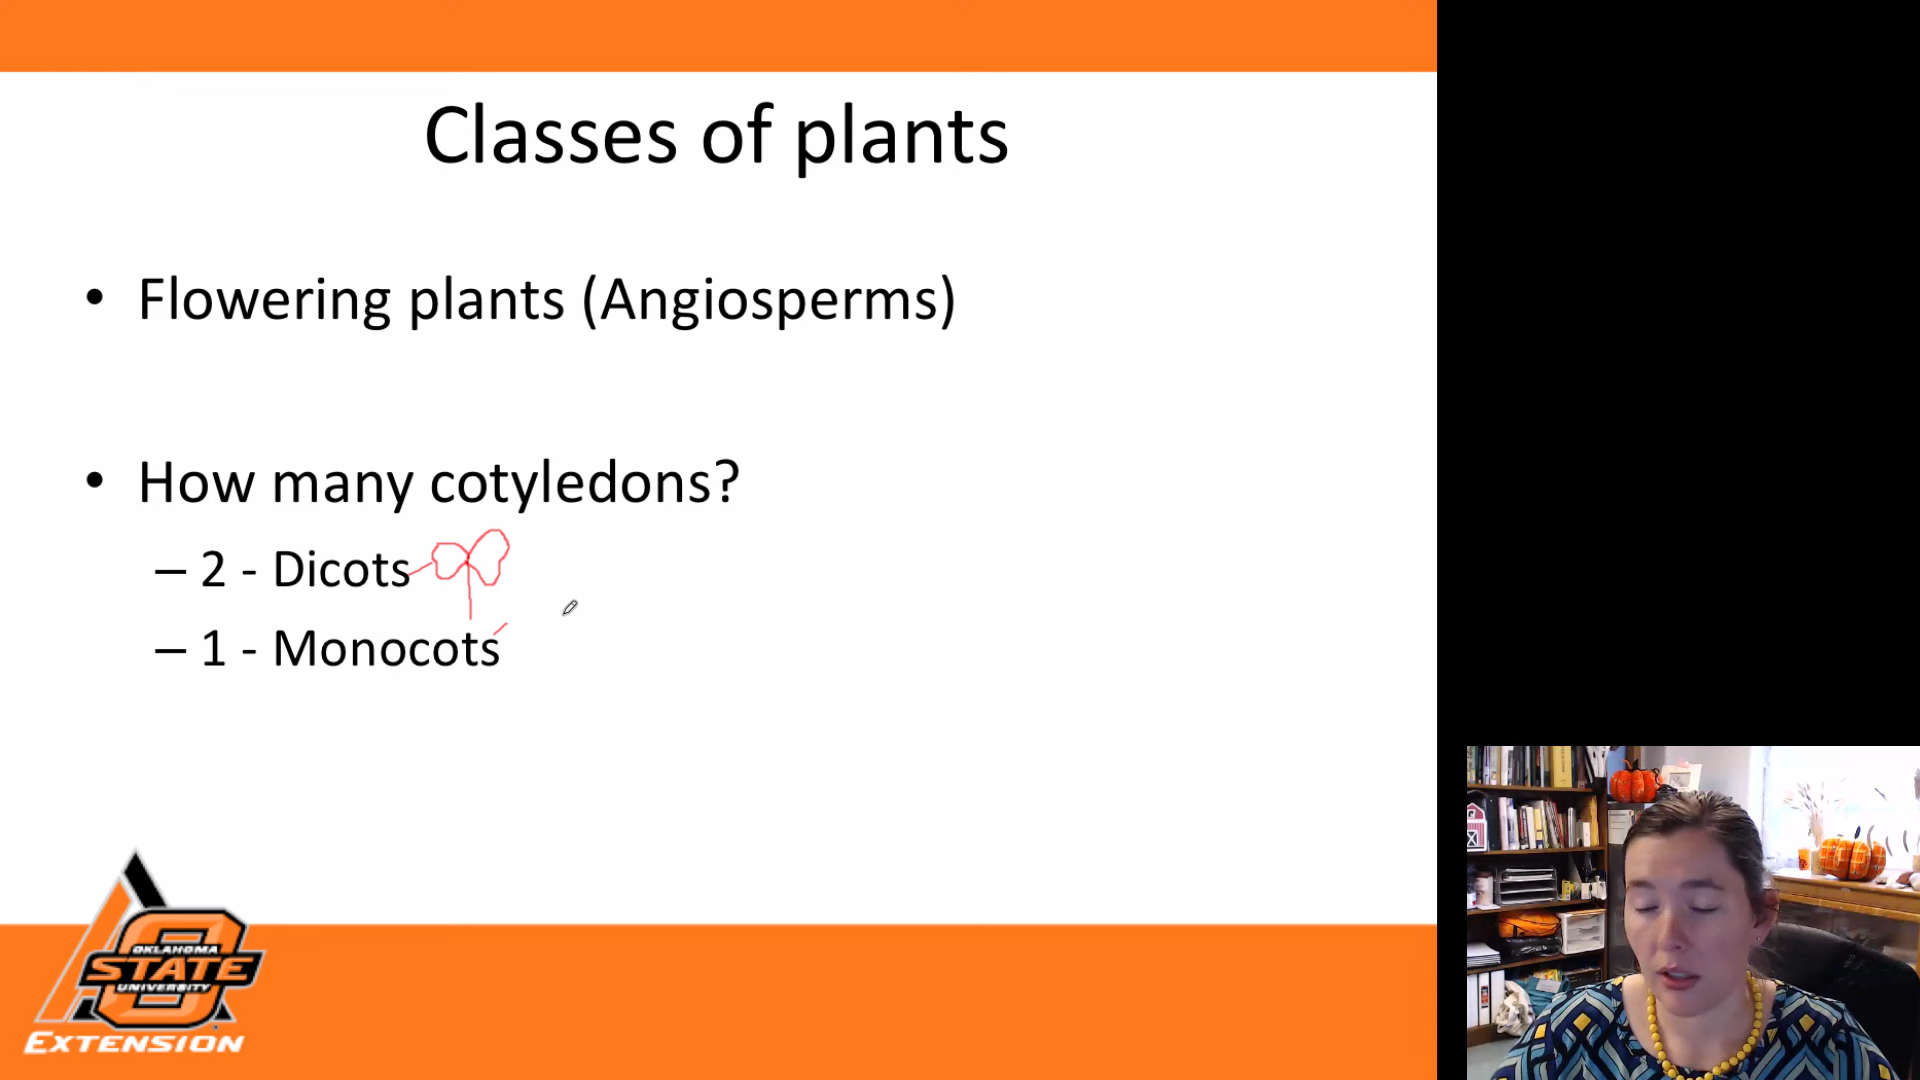 Classes of plants
• Flowering plants (Angiosperms)
• How many cotyledons?
– 2 - Dicots
– 1 - Monocots
OKLAHOMA
STATE
UNIVERSITY
EXTENSION